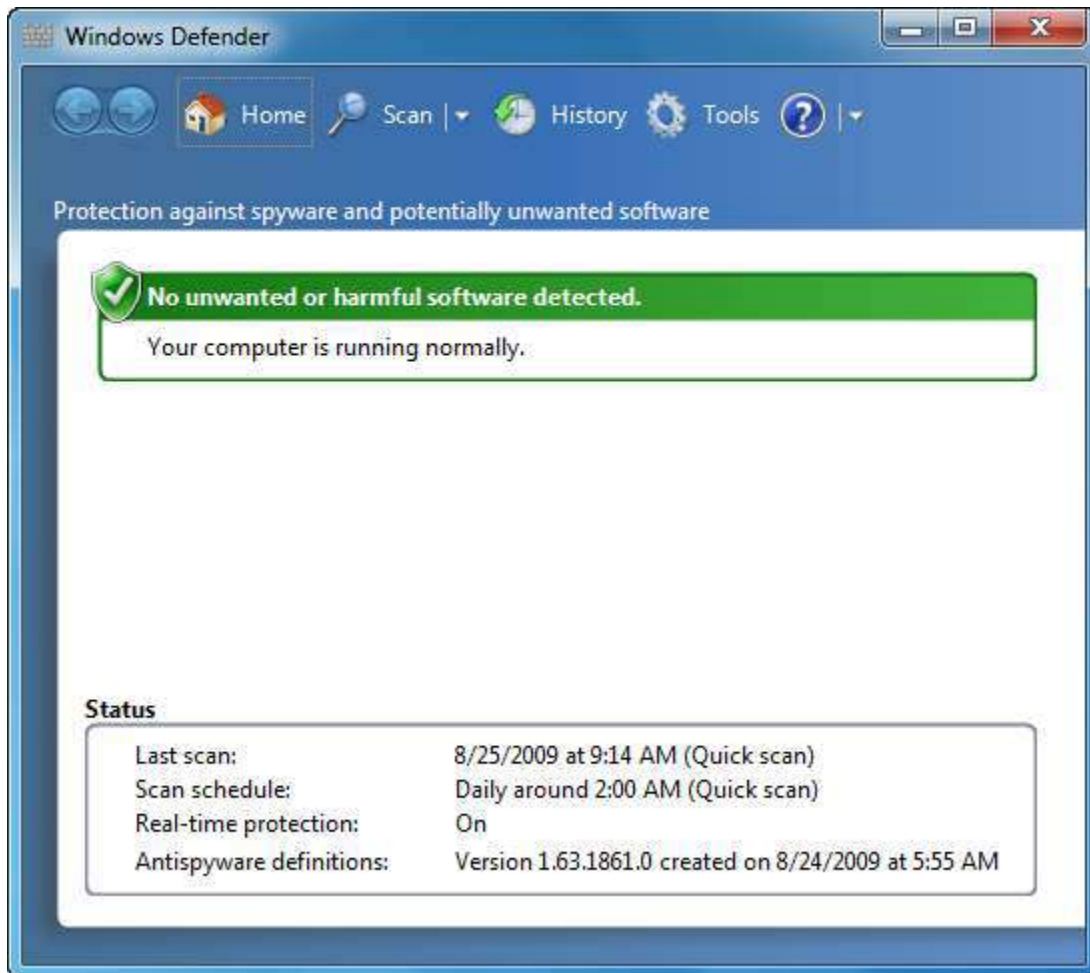 Windows Defender
Home Scan History Tools ?
Protection against spyware and potentially unwanted software
No unwanted or harmful software detected.
Your computer is running normally.
Status
Last scan: 8/25/2009 at 9:14 AM (Quick scan)
Scan schedule: Daily around 2:00 AM (Quick scan)
Real-time protection: On
Antispyware definitions: Version 1.63.1861.0 created on 8/24/2009 at 5:55 AM